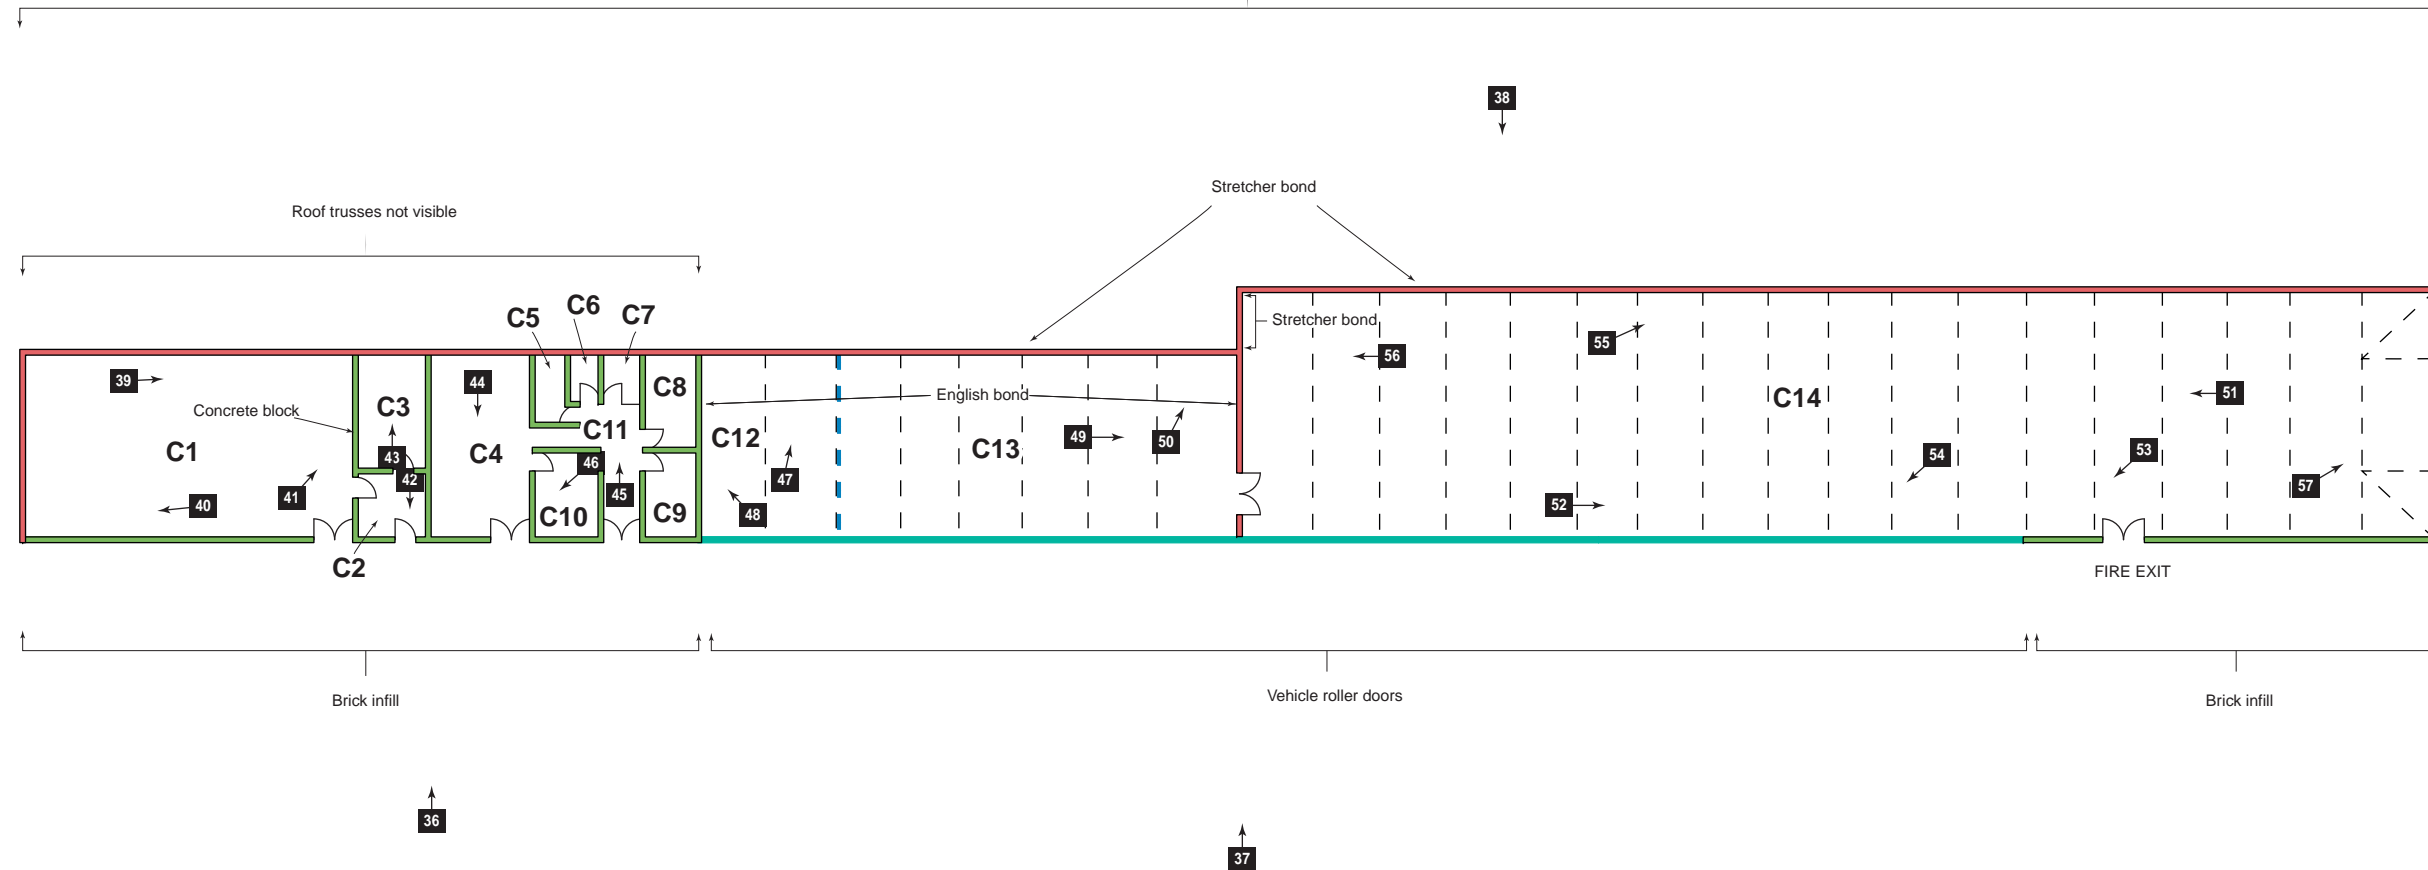 38
Stretcher bond
Roof trusses not visible
C5
C6
C7
Stretcher bond
55
56
39
44
C8
Concrete block
C3
English bond
C14
51
C1
C4
C11
C12
C13
49
50
43
42
46
47
54
53
41
45
57
40
48
C10
C9
52
C2
FIRE EXIT
Brick infill
Vehicle roller doors
Brick infill
36
37